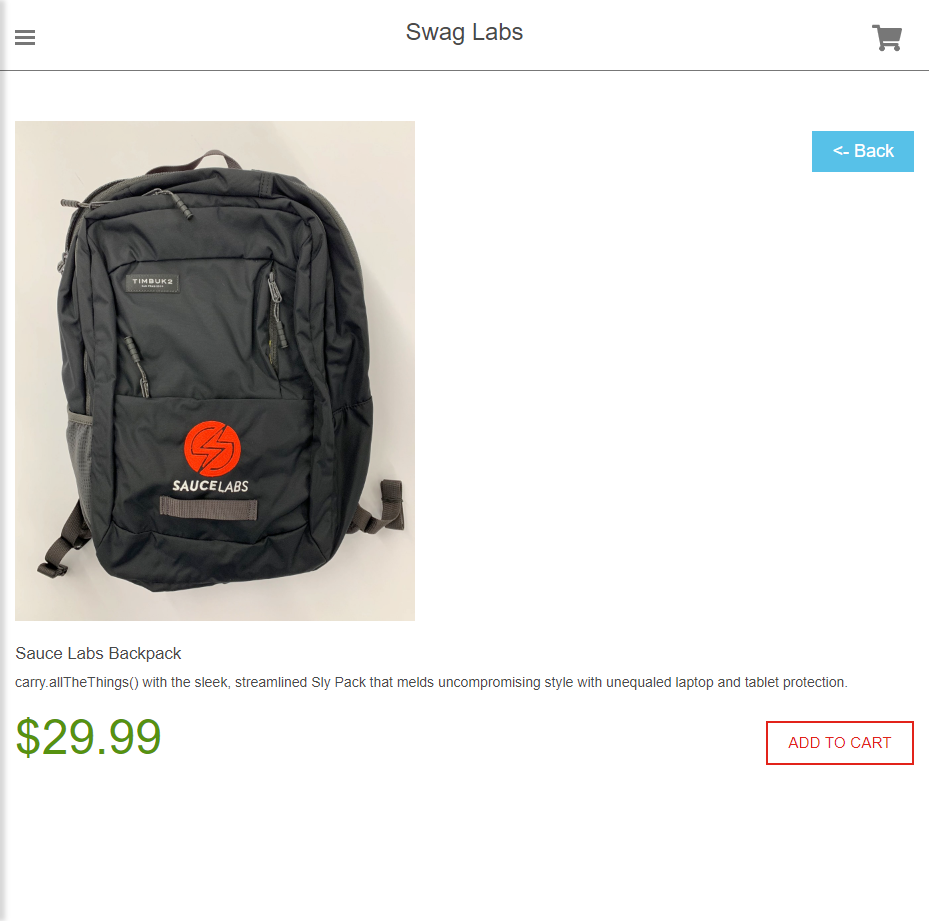 Swag Labs
<- Back
TIMBUK2
SAUCELABS
Sauce Labs Backpack
carry.allTheThings() with the sleek, streamlined Sly Pack that melds uncompromising style with unequaled laptop and tablet protection.
$29.99
ADD TO CART